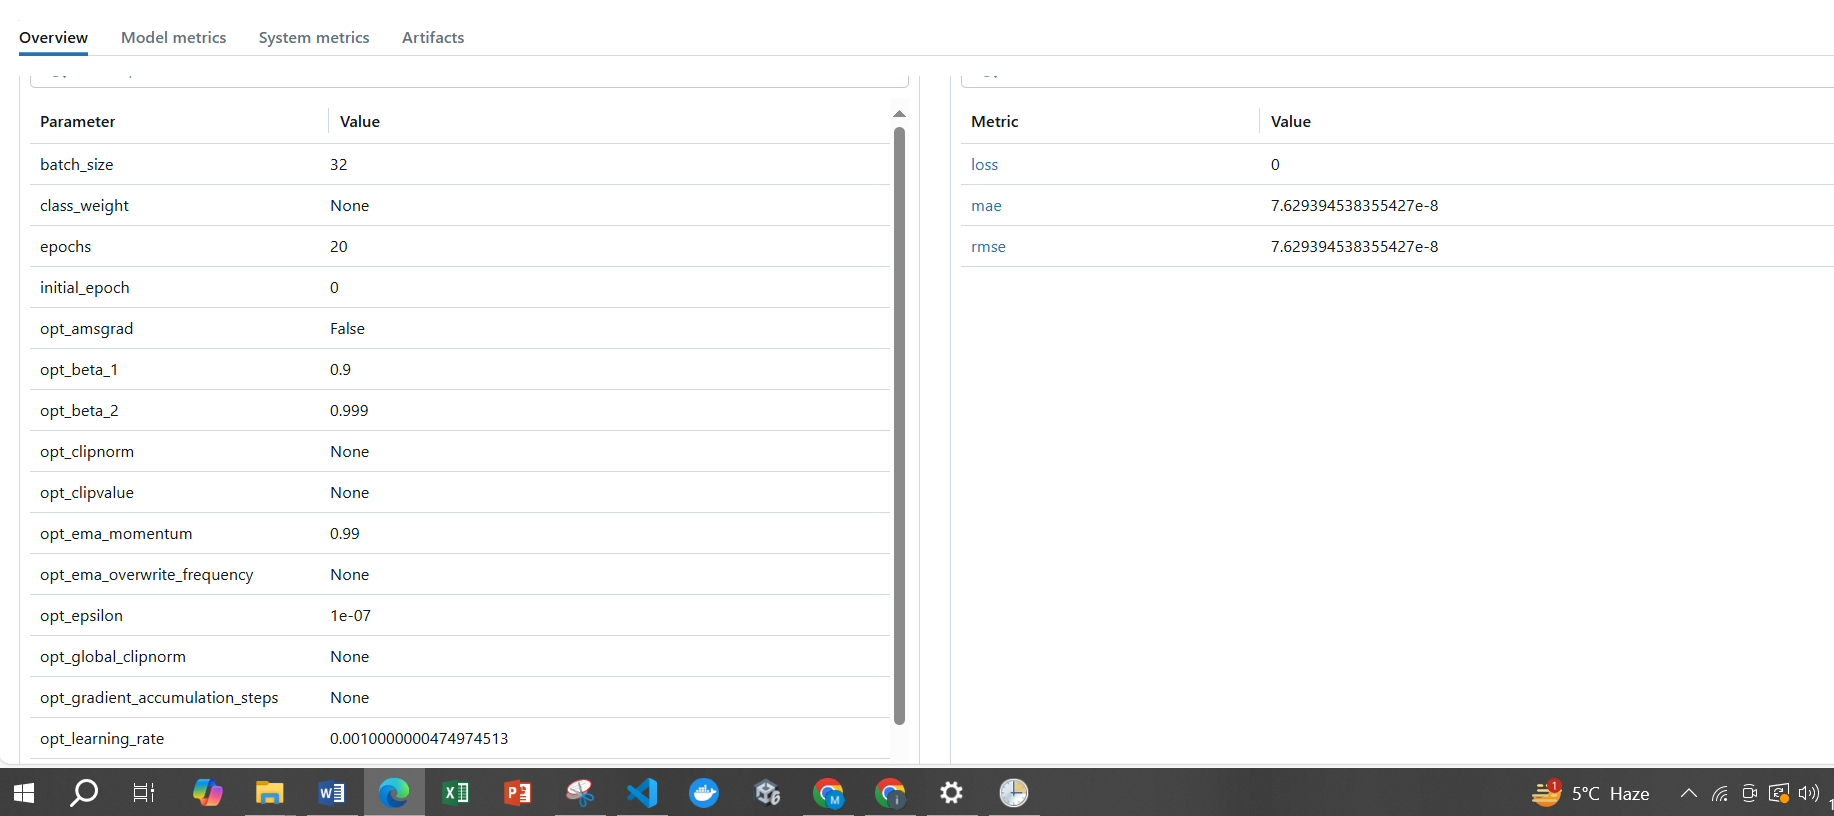 Overview Model metrics System metrics Artifacts
Parameter Value
batch_size 32
class_weight None
epochs 20
initial_epoch 0
opt_amsgrad False
opt_beta_1 0.9
opt_beta_2 0.999
opt_clipnorm None
opt_clipvalue None
opt_ema_momentum 0.99
opt_ema_overwrite_frequency None
opt_epsilon 1e-07
opt_global_clipnorm None
opt_gradient_accumulation_steps None
opt_learning_rate 0.0010000000474974513
Metric Value
loss 0
mae 7.629394538355427e-8
rmse 7.629394538355427e-8
1 5°C Haze